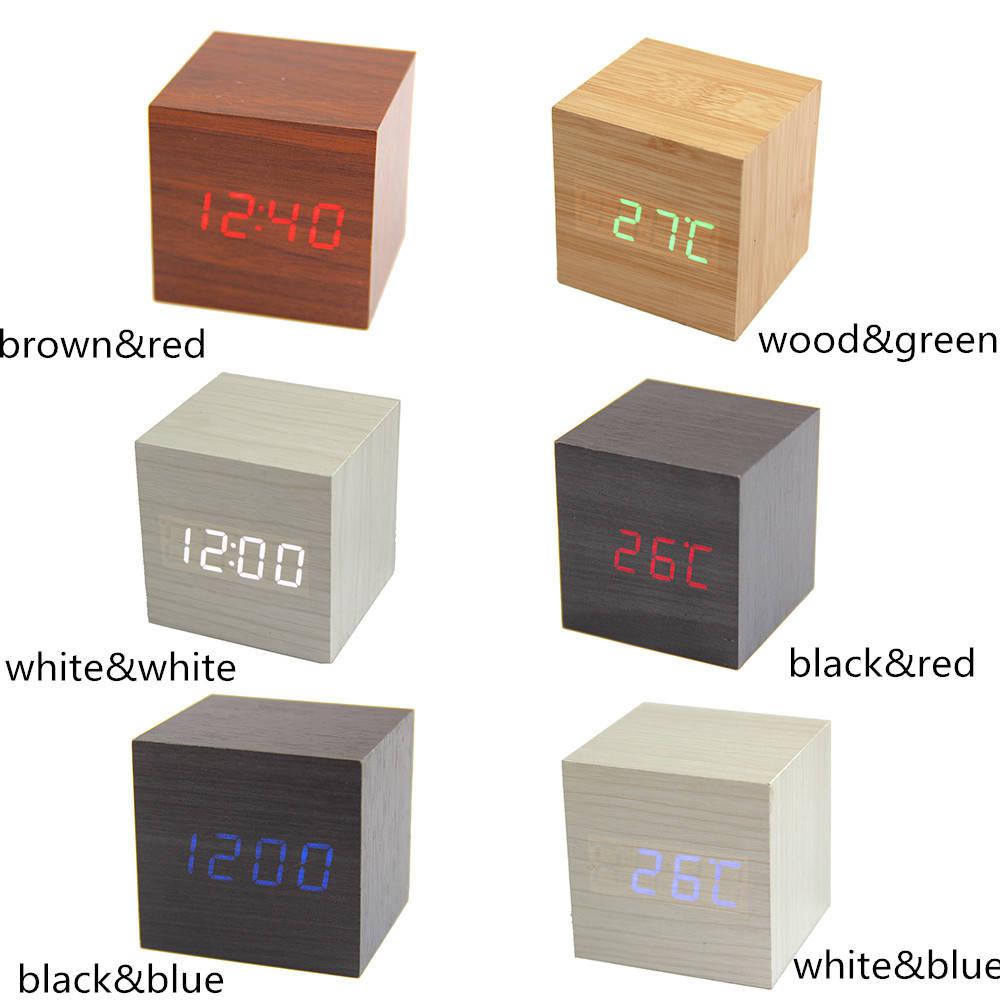 12:40
27℃
brown&red
wood&green
12:00
26℃
white&white
black&red
1200
26℃
black&blue
white&blue